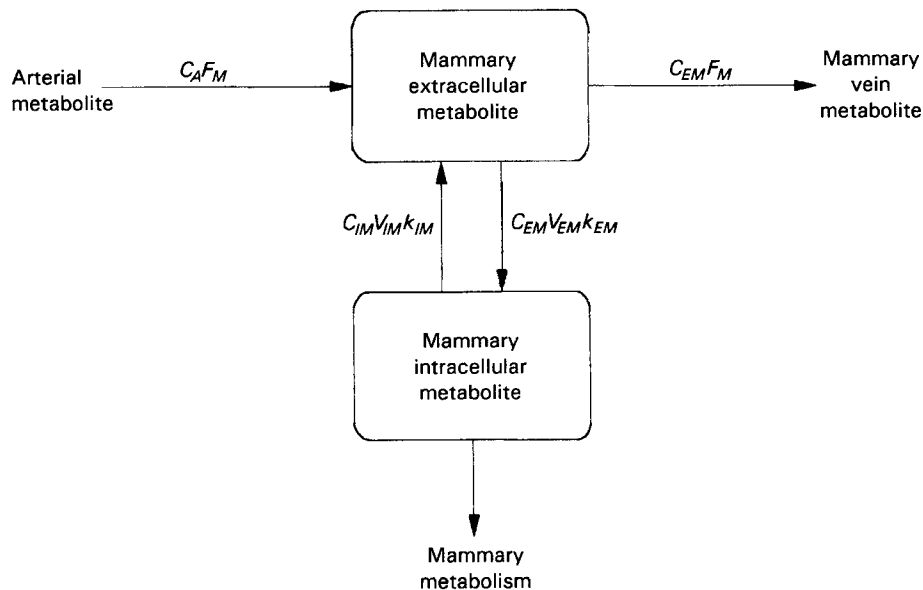 Arterial
metabolite
C_A F_M
Mammary
extracellular
metabolite
C_EM F_M
Mammary
vein
metabolite
C_IM V_IM k_IM
C_EM V_EM k_EM
Mammary
intracellular
metabolite
Mammary
metabolism